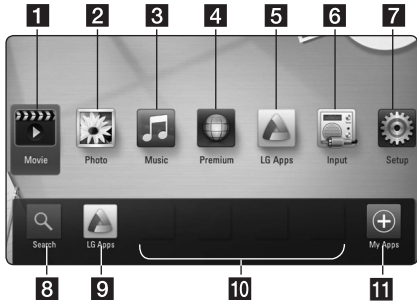 1 2 3 4 5 6 7
Movie Photo Music Premium LG Apps Input Setup
Search LG Apps My Apps
8 9 10 11